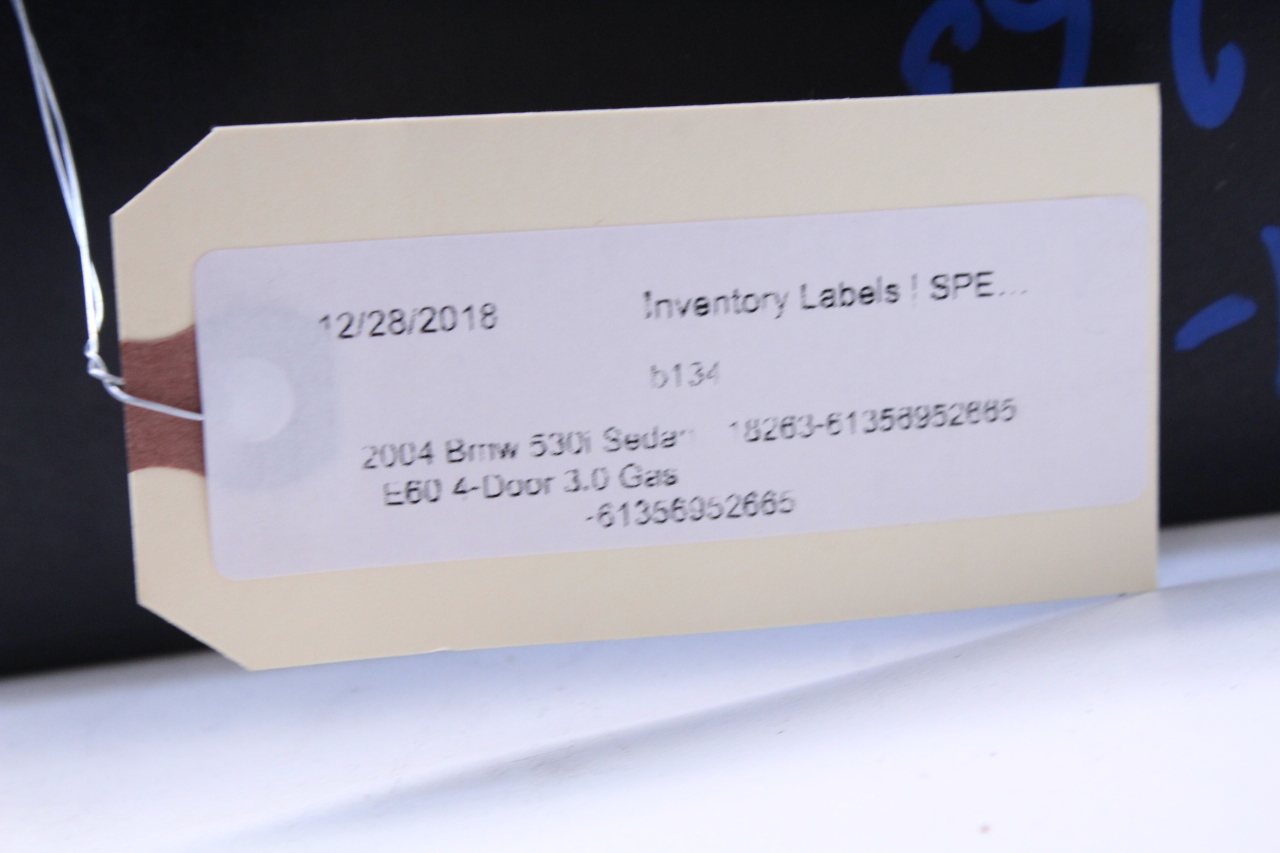 12/28/2018 Inventory Labels | SPE...
b134
2004 Bmw 530i Sedan 18263-61356952665
E60 4-Door 3.0 Gas
-61356952665